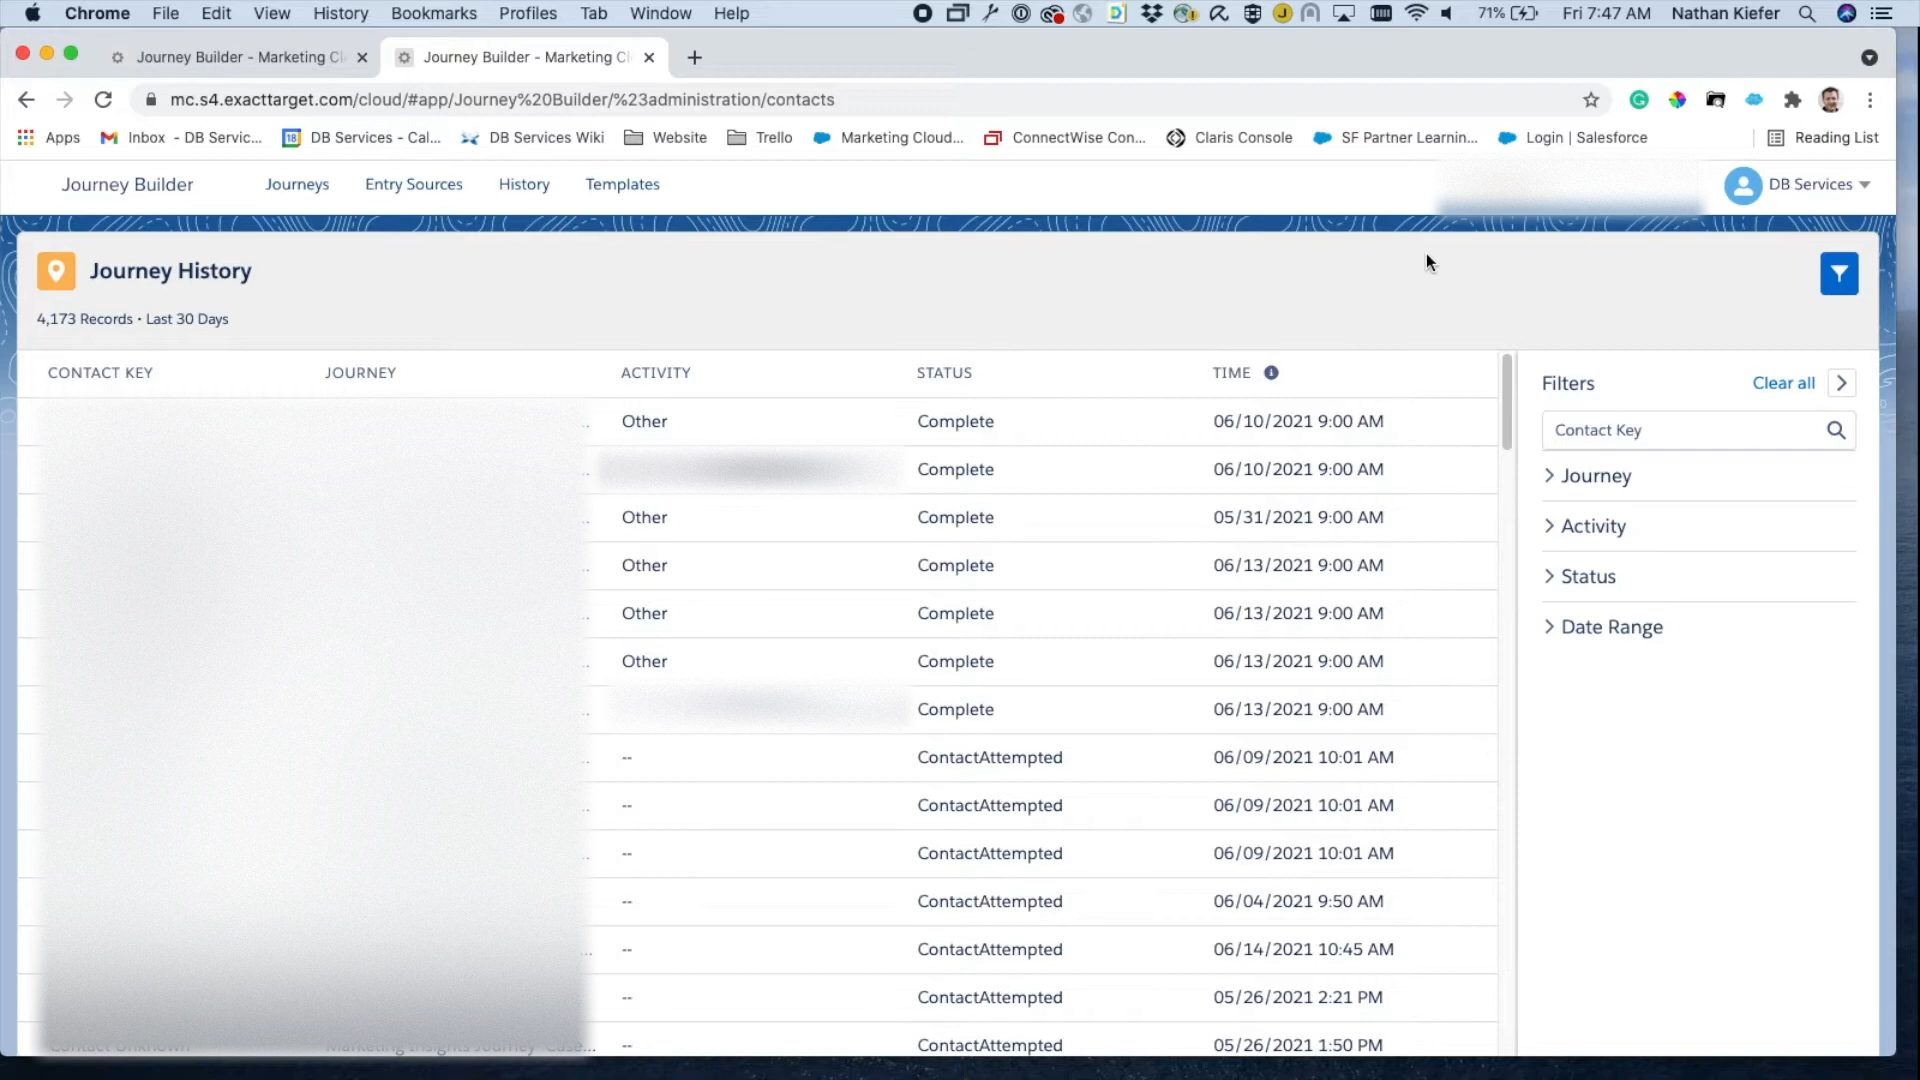 Chrome File Edit View History Bookmarks Profiles Tab Window Help 71% Fri 7:47 AM Nathan Kiefer
Journey Builder - Marketing Cl Journey Builder - Marketing Cl
mc.s4.exacttarget.com/cloud/#app/Journey%20Builder/%23administration/contacts
Apps Inbox - DB Servic... 18 DB Services - Cal... DB Services Wiki Website Trello Marketing Cloud... ConnectWise Con... Claris Console SF Partner Learnin... Login | Salesforce Reading List
Journey Builder Journeys Entry Sources History Templates DB Services
Journey History
4,173 Records • Last 30 Days
CONTACT KEY JOURNEY ACTIVITY STATUS TIME
.. Other Complete 06/10/2021 9:00 AM
.. Complete 06/10/2021 9:00 AM
.. Other Complete 05/31/2021 9:00 AM
.. Other Complete 06/13/2021 9:00 AM
.. Other Complete 06/13/2021 9:00 AM
.. Other Complete 06/13/2021 9:00 AM
.. Complete 06/13/2021 9:00 AM
.. -- ContactAttempted 06/09/2021 10:01 AM
.. -- ContactAttempted 06/09/2021 10:01 AM
.. -- ContactAttempted 06/09/2021 10:01 AM
.. -- ContactAttempted 06/04/2021 9:50 AM
... -- ContactAttempted 06/14/2021 10:45 AM
-- ContactAttempted 05/26/2021 2:21 PM
Contact Unknown Marketing Insights Journey Case... -- ContactAttempted 05/26/2021 1:50 PM
Filters Clear all
Contact Key
Journey
Activity
Status
Date Range